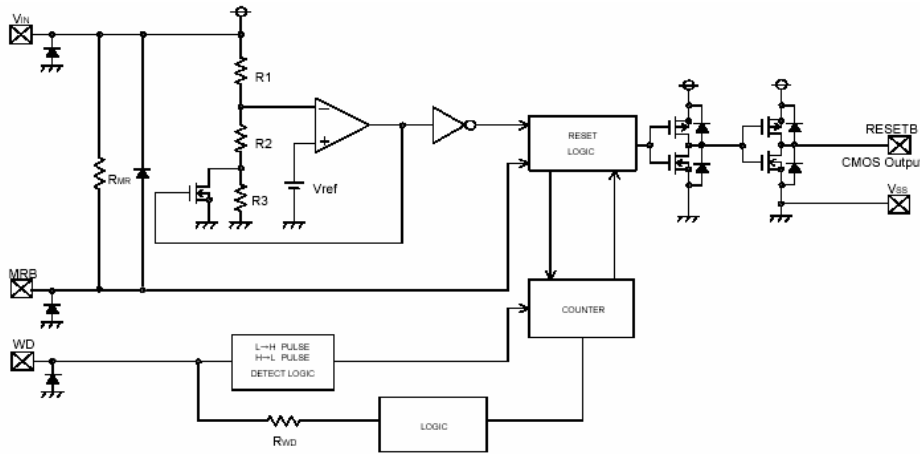 VIN
R1
R2
R3
RMR
−
+
Vref
RESET
LOGIC
RESETB
CMOS Output
VSS
MRB
COUNTER
WD
L→H PULSE
H→L PULSE
DETECT LOGIC
RWD
LOGIC